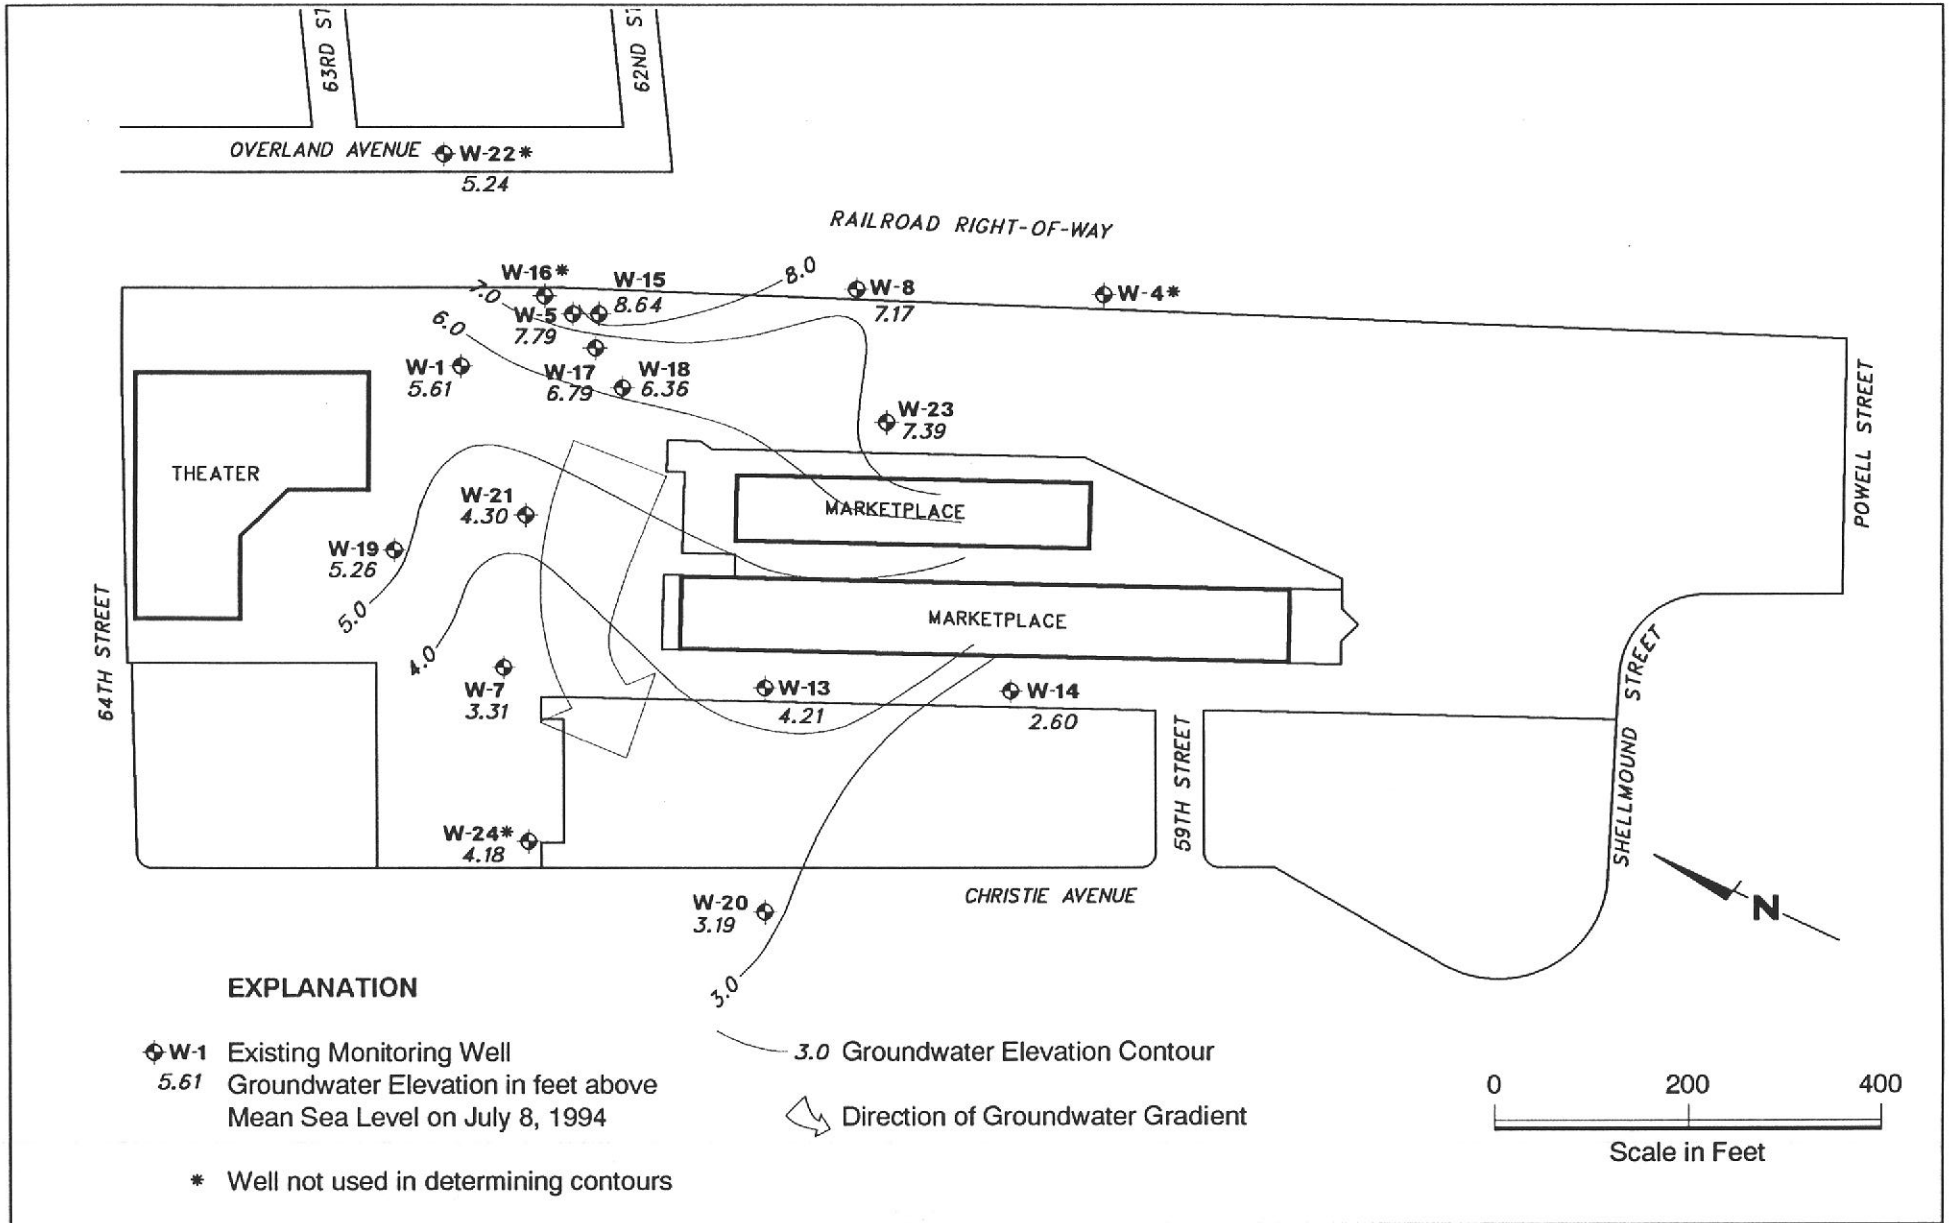 63RD ST
62ND ST
OVERLAND AVENUE
W-22*
5.24
RAILROAD RIGHT-OF-WAY
W-16*
W-15
8.64
8.0
7.0
W-5
7.79
W-8
7.17
W-4*
6.0
W-1
5.61
W-17
6.79
W-18
6.36
W-23
7.39
THEATER
W-21
4.30
MARKETPLACE
W-19
5.26
5.0
4.0
MARKETPLACE
64TH STREET
POWELL STREET
W-7
3.31
W-13
4.21
W-14
2.60
59TH STREET
SHELLMOUND STREET
STREET
W-24*
4.18
CHRISTIE AVENUE
W-20
3.19
3.0
N
EXPLANATION
W-1 Existing Monitoring Well
5.61 Groundwater Elevation in feet above
Mean Sea Level on July 8, 1994
* Well not used in determining contours
3.0 Groundwater Elevation Contour
Direction of Groundwater Gradient
0 200 400
Scale in Feet